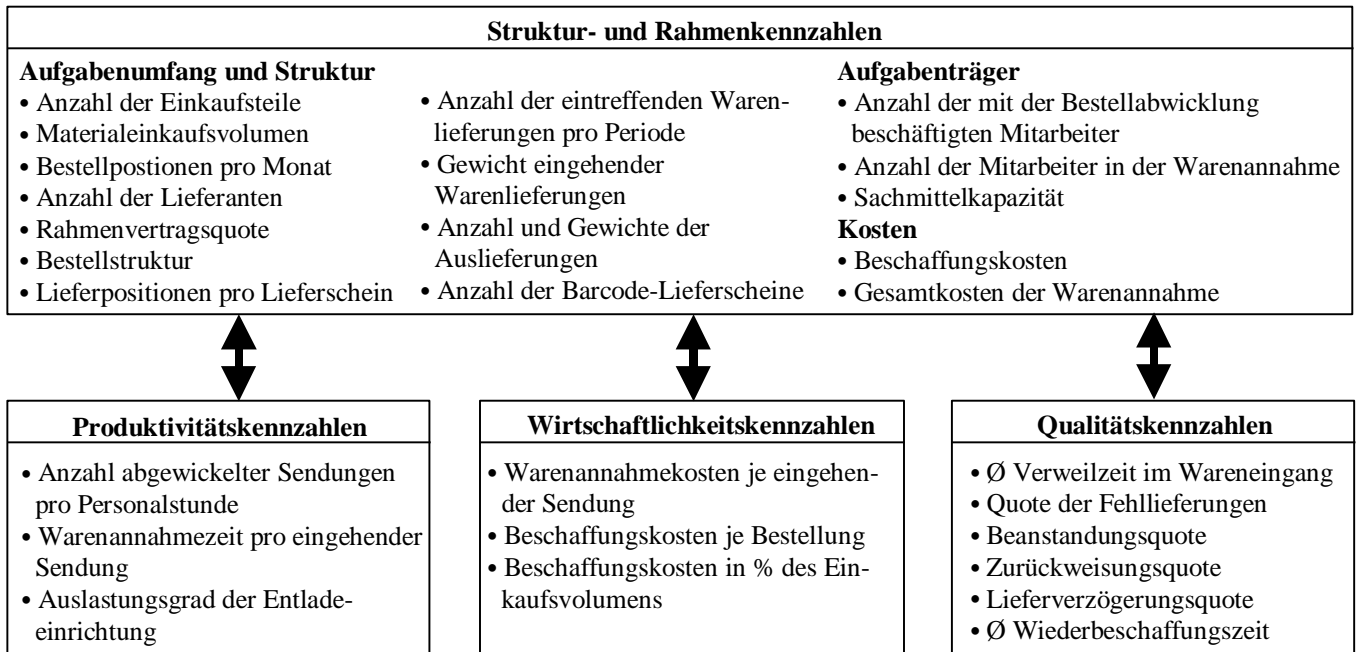 Struktur- und Rahmenkennzahlen
Aufgabenumfang und Struktur
• Anzahl der Einkaufsteile
• Materialeinkaufsvolumen
• Bestellpostionen pro Monat
• Anzahl der Lieferanten
• Rahmenvertragsquote
• Bestellstruktur
• Lieferpositionen pro Lieferschein
• Anzahl der eintreffenden Waren-
lieferungen pro Periode
• Gewicht eingehender
Warenlieferungen
• Anzahl und Gewichte der
Auslieferungen
• Anzahl der Barcode-Lieferscheine
Aufgabenträger
• Anzahl der mit der Bestellabwicklung
beschäftigten Mitarbeiter
• Anzahl der Mitarbeiter in der Warenannahme
• Sachmittelkapazität
Kosten
• Beschaffungskosten
• Gesamtkosten der Warenannahme
Produktivitätskennzahlen
• Anzahl abgewickelter Sendungen
pro Personalstunde
• Warenannahmezeit pro eingehender
Sendung
• Auslastungsgrad der Entlade-
einrichtung
Wirtschaftlichkeitskennzahlen
• Warenannahmekosten je eingehen-
der Sendung
• Beschaffungskosten je Bestellung
• Beschaffungskosten in % des Ein-
kaufsvolumens
Qualitätskennzahlen
• Ø Verweilzeit im Wareneingang
• Quote der Fehllieferungen
• Beanstandungsquote
• Zurückweisungsquote
• Lieferverzögerungsquote
• Ø Wiederbeschaffungszeit